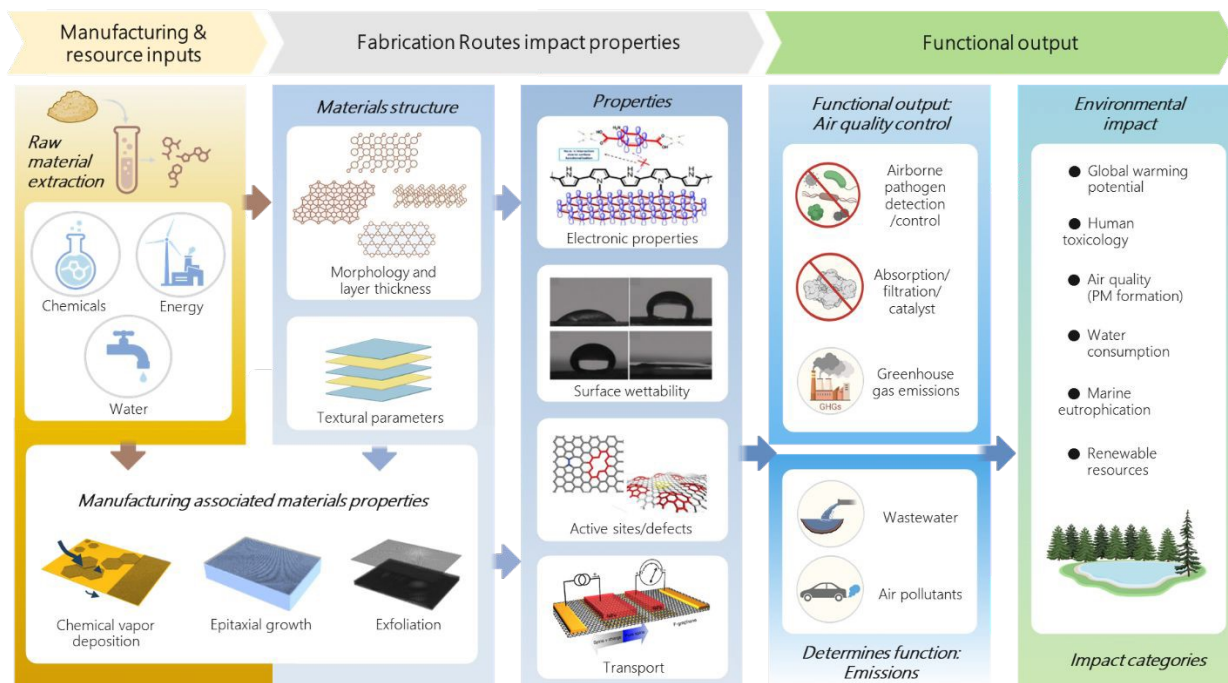 Manufacturing &
resource inputs
Fabrication Routes impact properties
Functional output
Raw
material
extraction
Chemicals
Energy
Water
Materials structure
Morphology and
layer thickness
Textural parameters
Manufacturing associated materials properties
Chemical vapor
deposition
Epitaxial growth
Exfoliation
Properties
Electronic properties
Surface wettability
Active sites/defects
Transport
Functional output:
Air quality control
Airborne
pathogen
detection
/control
Absorption/
filtration/
catalyst
GHGs
Greenhouse
gas emissions
Wastewater
Air pollutants
Determines function:
Emissions
Environmental
impact
● Global warming
potential
● Human
toxicology
● Air quality
(PM formation)
● Water
consumption
● Marine
eutrophication
● Renewable
resources
Impact categories